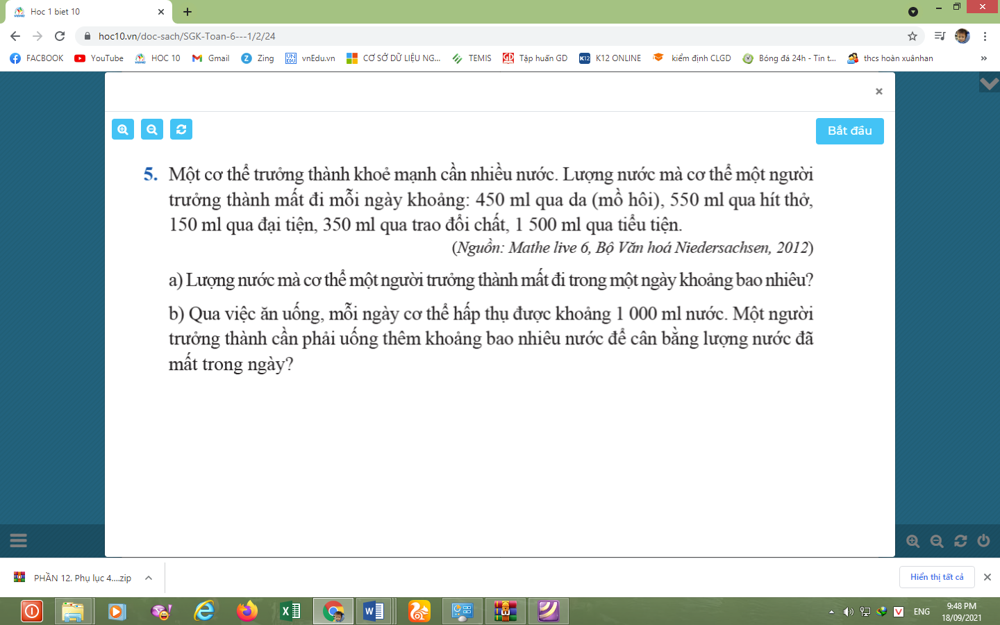 Hoc 1 biet 10
hoc10.vn/doc-sach/SGK-Toan-6---1/2/24
FACBOOK YouTube HOC 10 Gmail Zing vnEdu.vn CƠ SỞ DỮ LIỆU NG... TEMIS Tập huấn GD K12 ONLINE kiểm định CLGD Bóng đá 24h - Tin t... thcs hoàn xuânhan »
Bắt đầu
5. Một cơ thể trưởng thành khoẻ mạnh cần nhiều nước. Lượng nước mà cơ thể một người
trưởng thành mất đi mỗi ngày khoảng: 450 ml qua da (mồ hôi), 550 ml qua hít thở,
150 ml qua đại tiện, 350 ml qua trao đổi chất, 1 500 ml qua tiểu tiện.
(Nguồn: Mathe live 6, Bộ Văn hoá Niedersachsen, 2012)
a) Lượng nước mà cơ thể một người trưởng thành mất đi trong một ngày khoảng bao nhiêu?
b) Qua việc ăn uống, mỗi ngày cơ thể hấp thụ được khoảng 1 000 ml nước. Một người
trưởng thành cần phải uống thêm khoảng bao nhiêu nước để cân bằng lượng nước đã
mất trong ngày?
PHẦN 12. Phụ lục 4....zip
Hiển thị tất cả
ENG
9:48 PM
18/09/2021